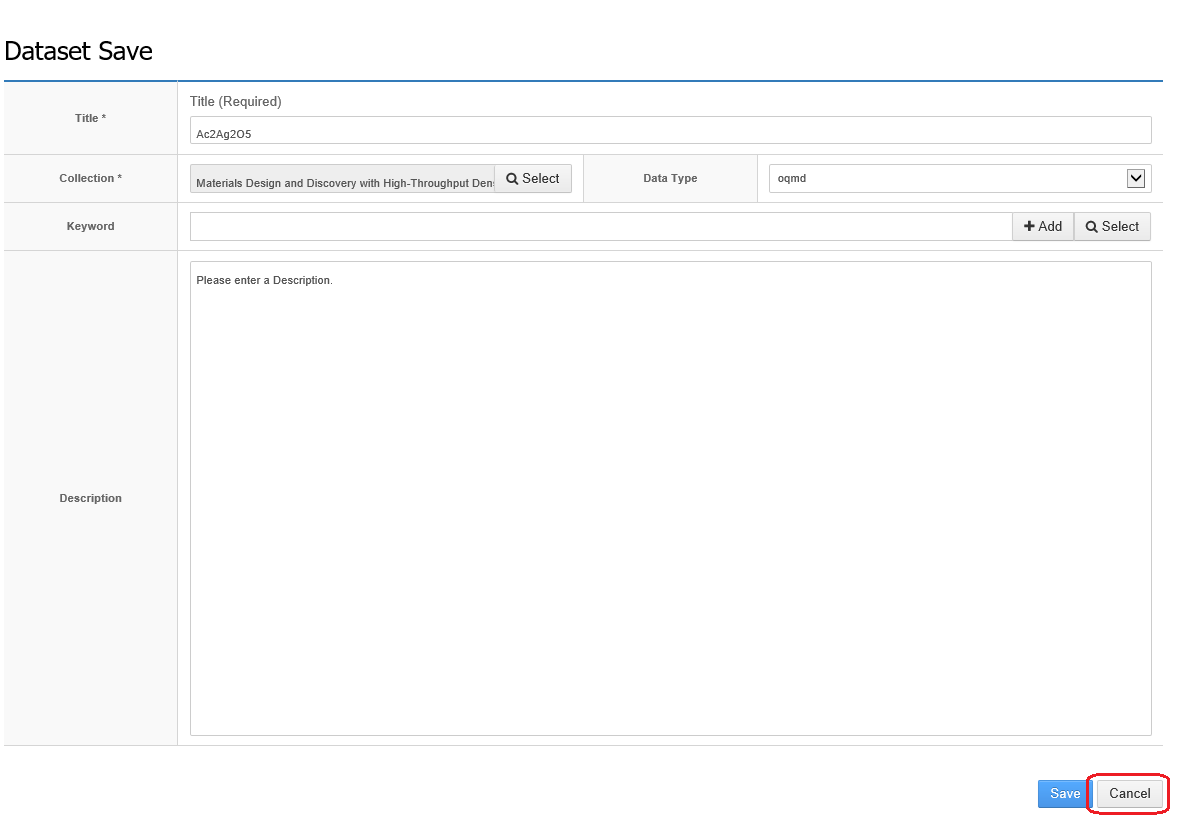 Dataset Save
Title *
Title (Required)
Ac2Ag2O5
Collection *
Materials Design and Discovery with High-Throughput Den
Select
Data Type
oqmd
Keyword
Add
Select
Description
Please enter a Description.
Save
Cancel